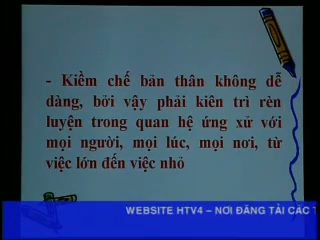 - Kiềm chế bản thân không dễ
dàng, bởi vậy phải kiên trì rèn
luyện trong quan hệ ứng xử với
mọi người, mọi lúc, mọi nơi, từ
việc lớn đến việc nhỏ
WEBSITE HTV4 – NƠI ĐĂNG TẢI CÁC